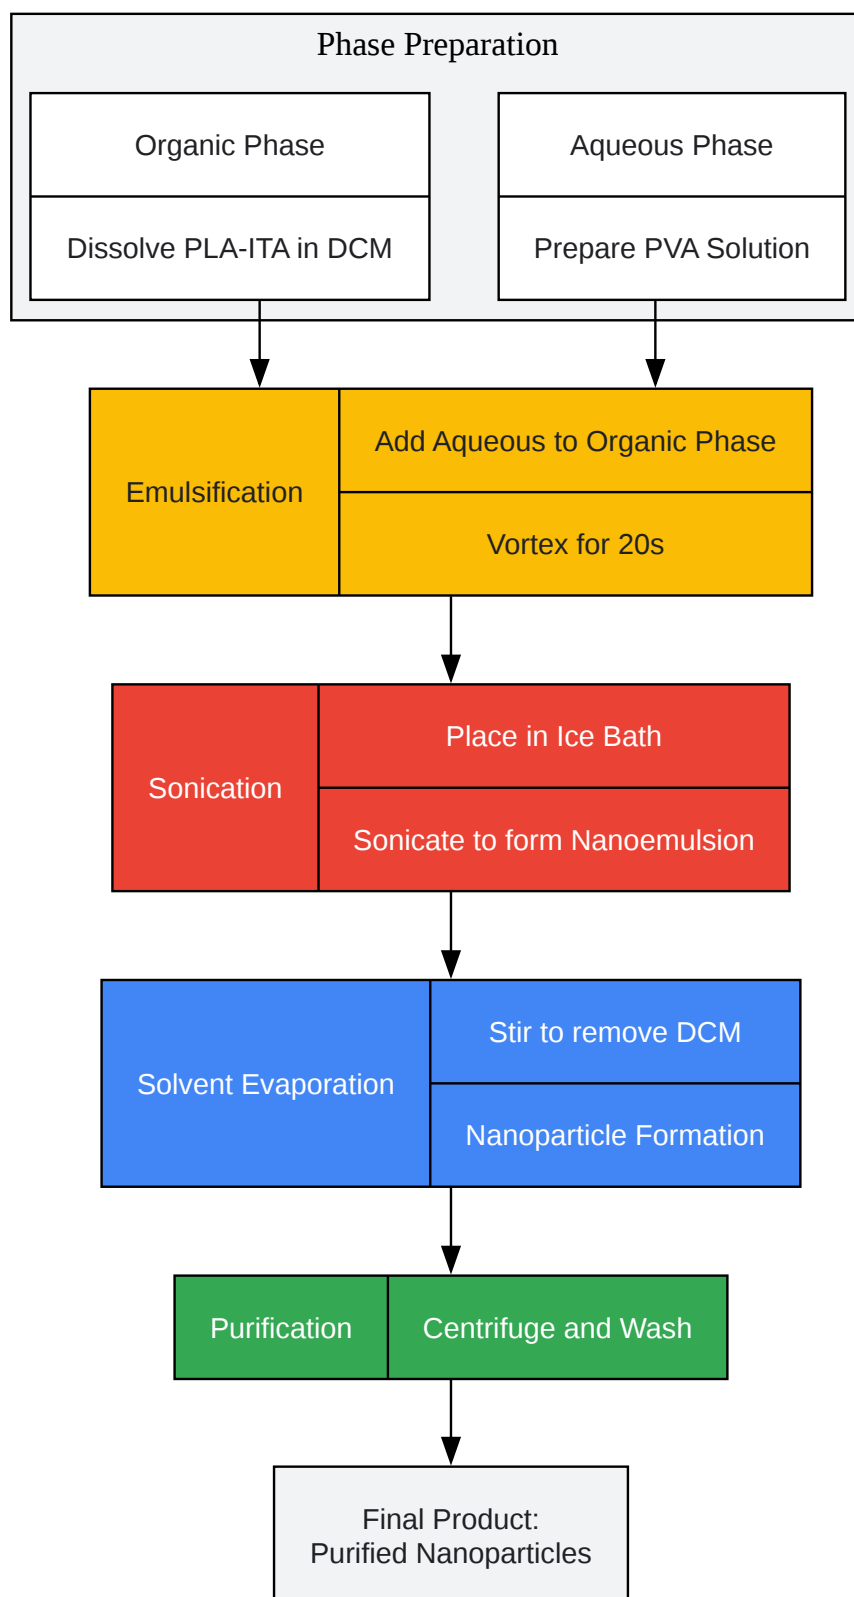 Phase Preparation
Organic Phase
Dissolve PLA-ITA in DCM
Aqueous Phase
Prepare PVA Solution
Emulsification
Add Aqueous to Organic Phase
Vortex for 20s
Sonication
Place in Ice Bath
Sonicate to form Nanoemulsion
Solvent Evaporation
Stir to remove DCM
Nanoparticle Formation
Purification
Centrifuge and Wash
Final Product:
Purified Nanoparticles